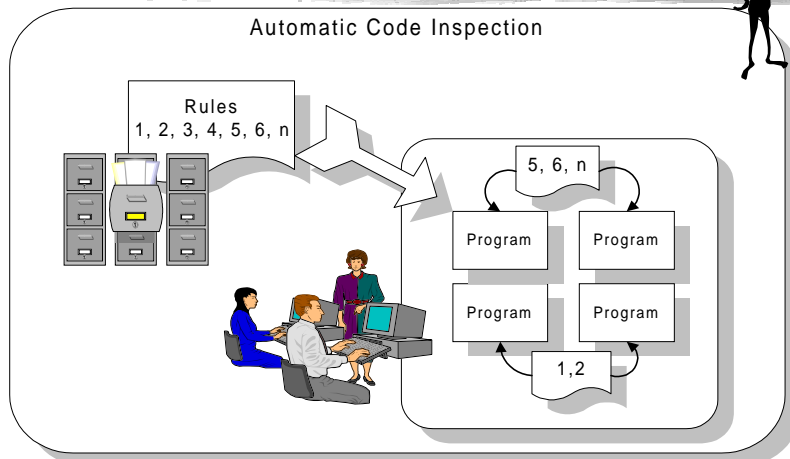 Automatic Code Inspection
Rules
1, 2, 3, 4, 5, 6, n
5, 6, n
Program
Program
Program
Program
1,2